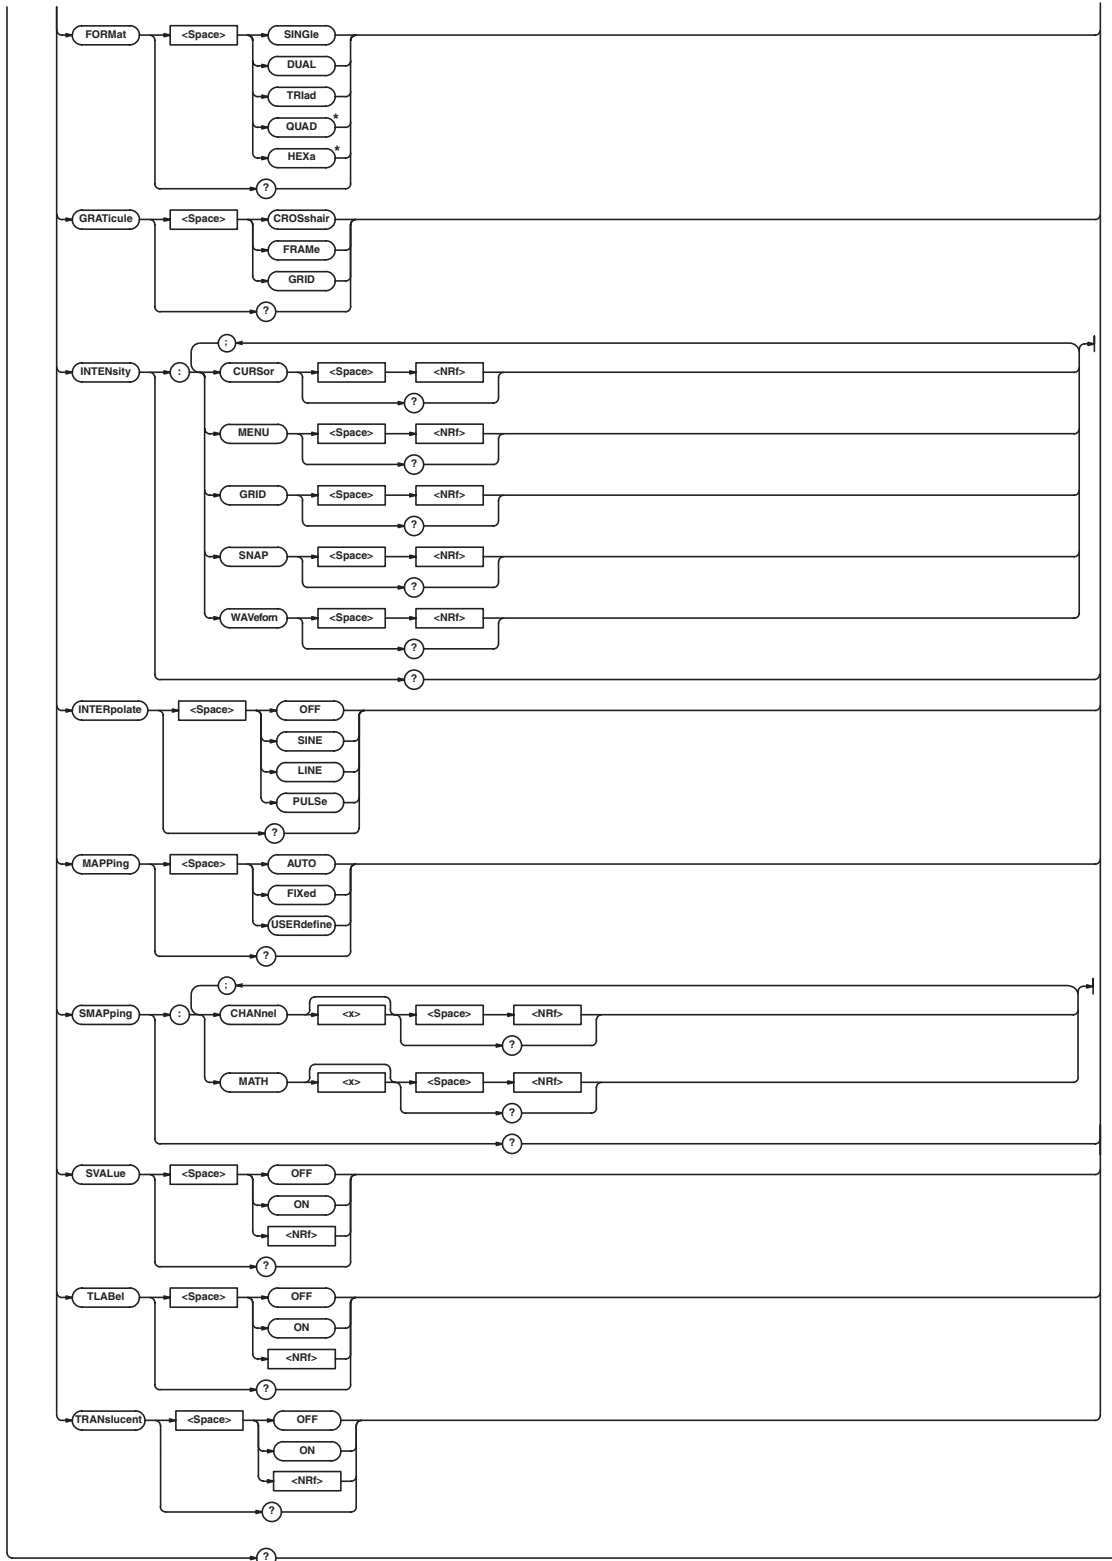 FORMat <Space> SINGle
DUAL
TRIad
QUAD *
HEXa *
?
GRATicule <Space> CROSshair
FRAMe
GRID
?
;
INTENsity : CURSor <Space> <NRf>
?
MENU <Space> <NRf>
?
GRID <Space> <NRf>
?
SNAP <Space> <NRf>
?
WAVeform <Space> <NRf>
?
?
INTERpolate <Space> OFF
SINE
LINE
PULSe
?
MAPPing <Space> AUTO
FIXed
USERdefine
?
;
SMAPping : CHANnel <x> <Space> <NRf>
?
MATH <x> <Space> <NRf>
?
?
SVALue <Space> OFF
ON
<NRf>
?
TLABel <Space> OFF
ON
<NRf>
?
TRANslucent <Space> OFF
ON
<NRf>
?
?